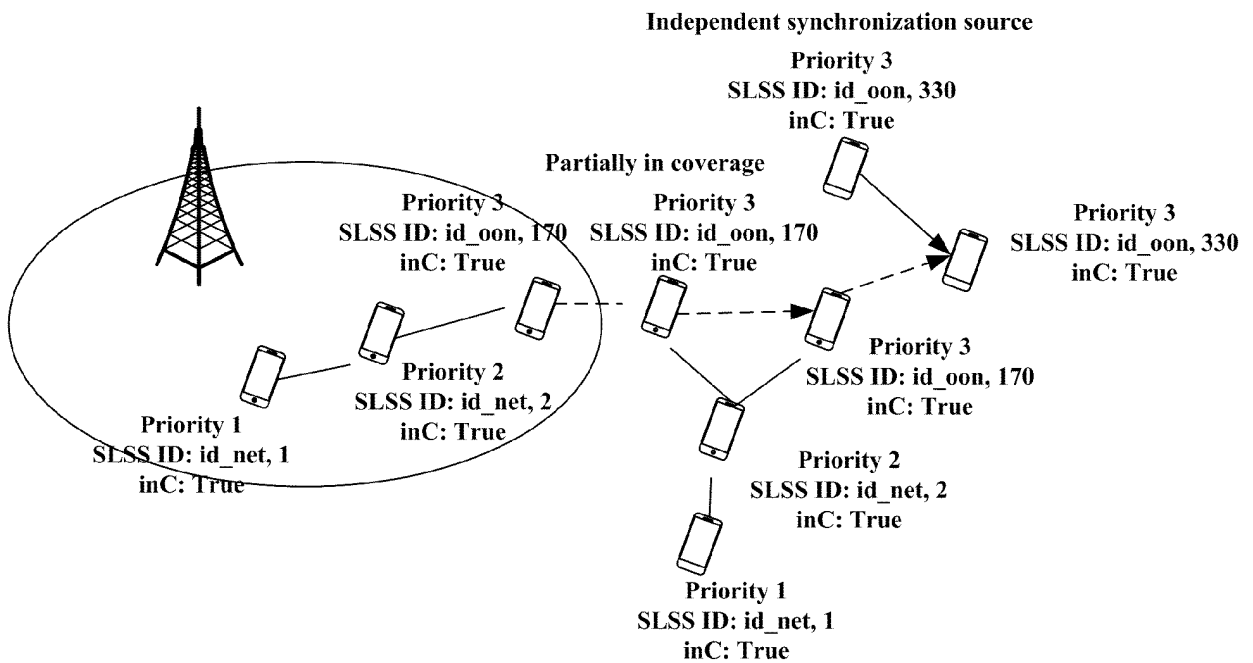 Independent synchronization source
Priority 3
SLSS ID: id_oon, 330
inC: True
Partially in coverage
Priority 3
SLSS ID: id_oon, 170
inC: True
Priority 3
SLSS ID: id_oon, 170
inC: True
Priority 3
SLSS ID: id_oon, 330
inC: True
Priority 3
SLSS ID: id_oon, 170
inC: True
Priority 2
SLSS ID: id_net, 2
inC: True
Priority 1
SLSS ID: id_net, 1
inC: True
Priority 2
SLSS ID: id_net, 2
inC: True
Priority 1
SLSS ID: id_net, 1
inC: True